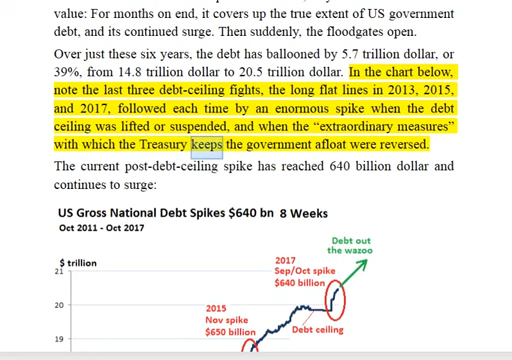 value: For months on end, it covers up the true extent of US government
debt, and its continued surge. Then suddenly, the floodgates open.
Over just these six years, the debt has ballooned by 5.7 trillion dollar, or
39%, from 14.8 trillion dollar to 20.5 trillion dollar. In the chart below,
note the last three debt-ceiling fights, the long flat lines in 2013, 2015,
and 2017, followed each time by an enormous spike when the debt
ceiling was lifted or suspended, and when the “extraordinary measures”
with which the Treasury keeps the government afloat were reversed.
The current post-debt-ceiling spike has reached 640 billion dollar and
continues to surge:
US Gross National Debt Spikes $640 bn 8 Weeks
Oct 2011 - Oct 2017
Debt out
the wazoo
$ trillion
2017
Sep/Oct spike
$640 billion
21
20
2015
Nov spike
$650 billion
Debt ceiling
19